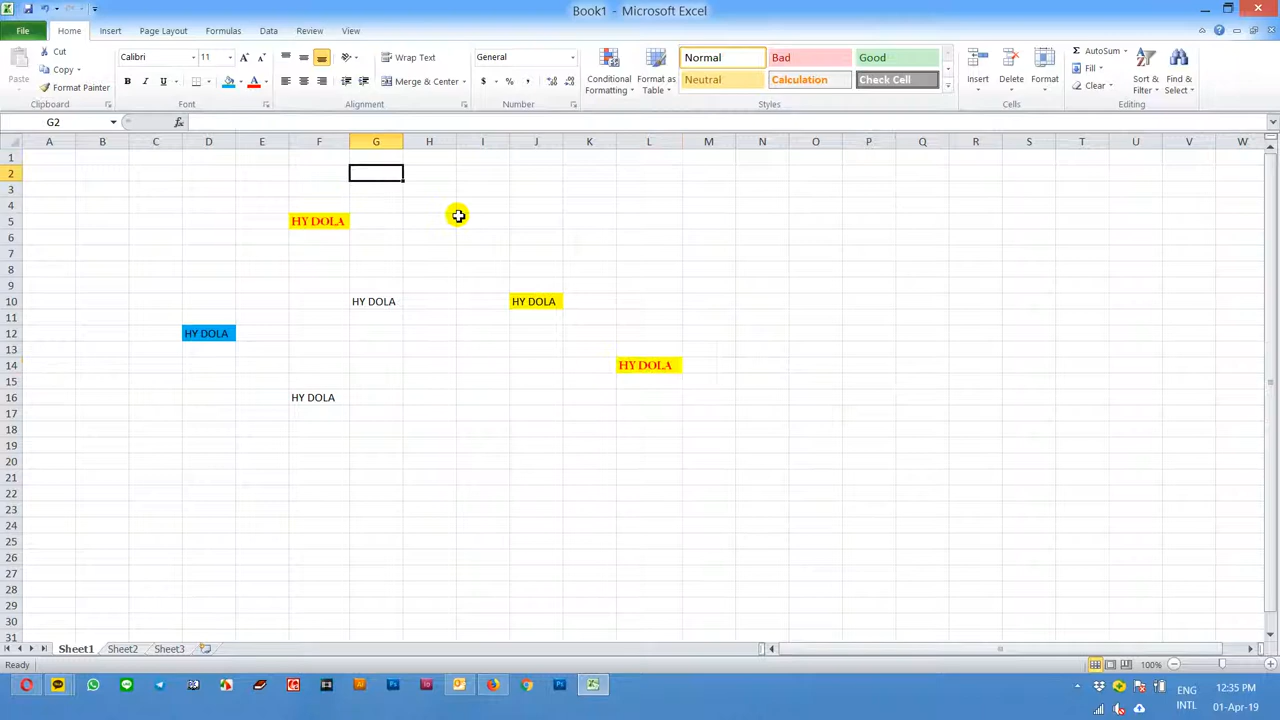 Book1 - Microsoft Excel
File Home Insert Page Layout Formulas Data Review View
Paste Cut Copy Format Painter Clipboard
Calibri 11 A A B I U A Font
Wrap Text Merge & Center Alignment
General $ % , Number
Conditional Formatting Format as Table
Normal Bad Good
Neutral Calculation Check Cell
Styles
Insert Delete Format Cells
Σ AutoSum Fill Clear Sort & Filter Find & Select Editing
G2 fx
A B C D E F G H I J K L M N O P Q R S T U V W
1
2
3
4
5 HY DOLA
6
7
8
9
10 HY DOLA HY DOLA
11
12 HY DOLA
13
14 HY DOLA
15
16 HY DOLA
17
18
19
20
21
22
23
24
25
26
27
28
29
30
31
Sheet1 Sheet2 Sheet3
Ready 100%
ENG 12:35 PM
INTL 01-Apr-19